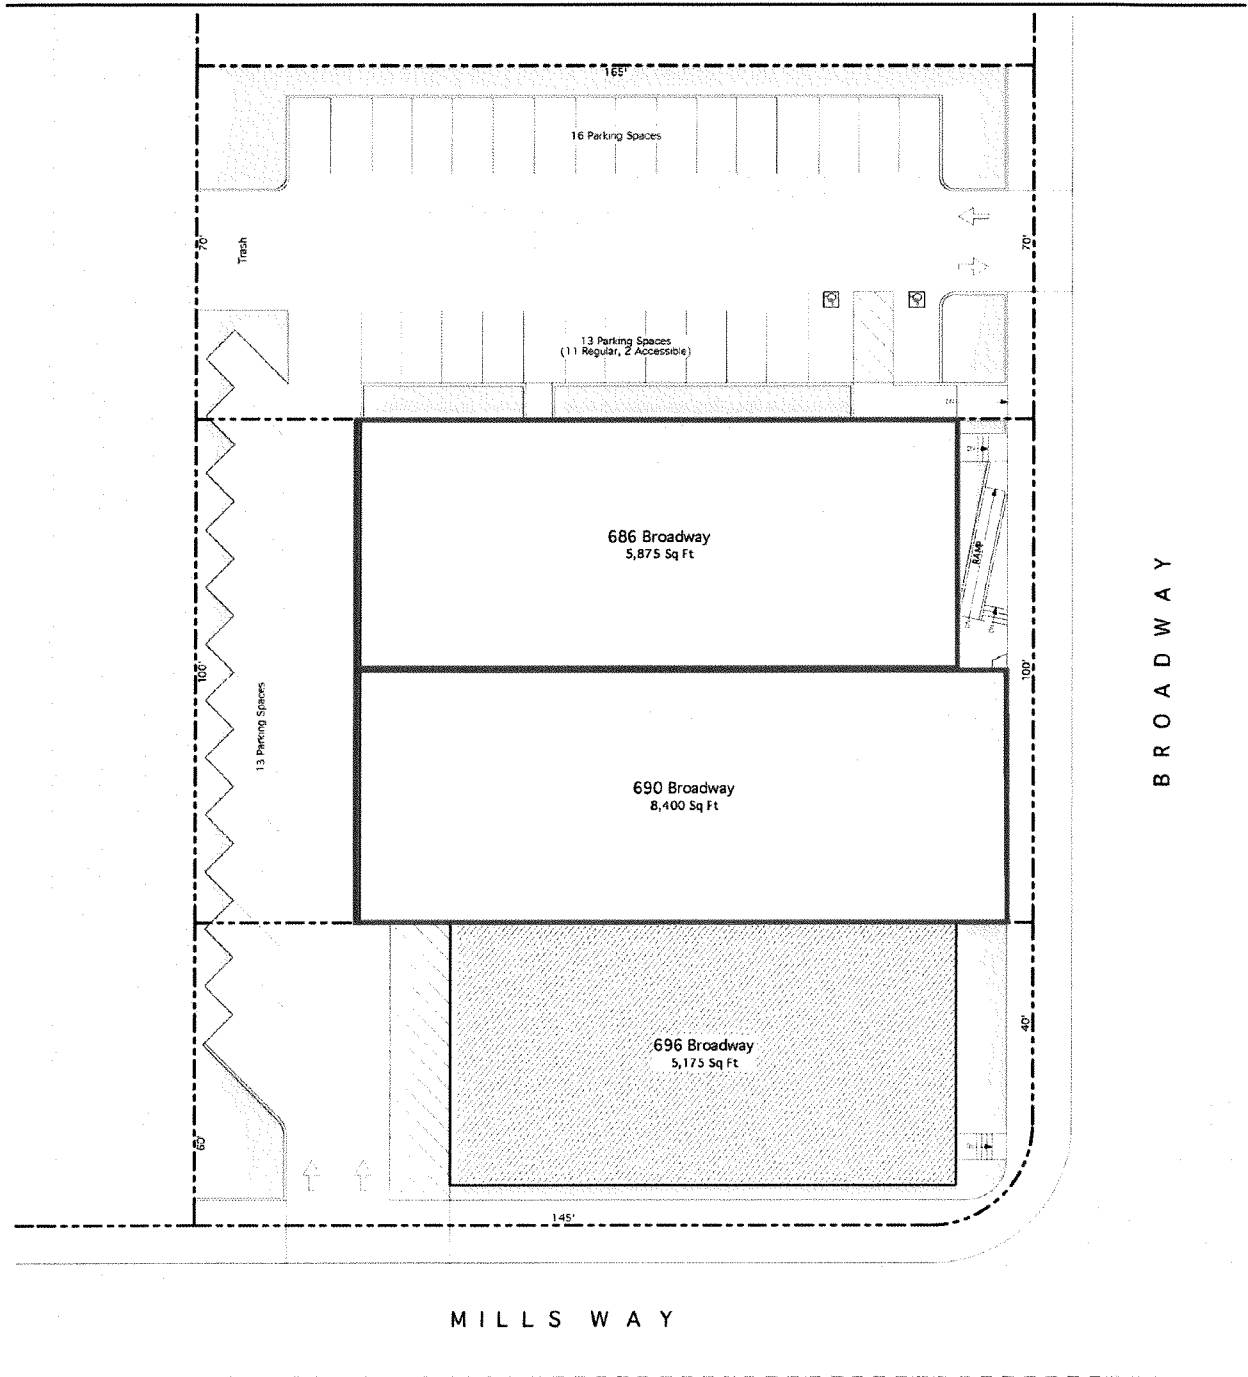 165'
16 Parking Spaces
70'
Trash
70'
13 Parking Spaces
(11 Regular, 2 Accessible)
686 Broadway
5,875 Sq Ft
RAMP
100'
13 Parking Spaces
100'
690 Broadway
8,400 Sq Ft
BROADWAY
696 Broadway
5,175 Sq Ft
40'
60'
145'
MILLS WAY